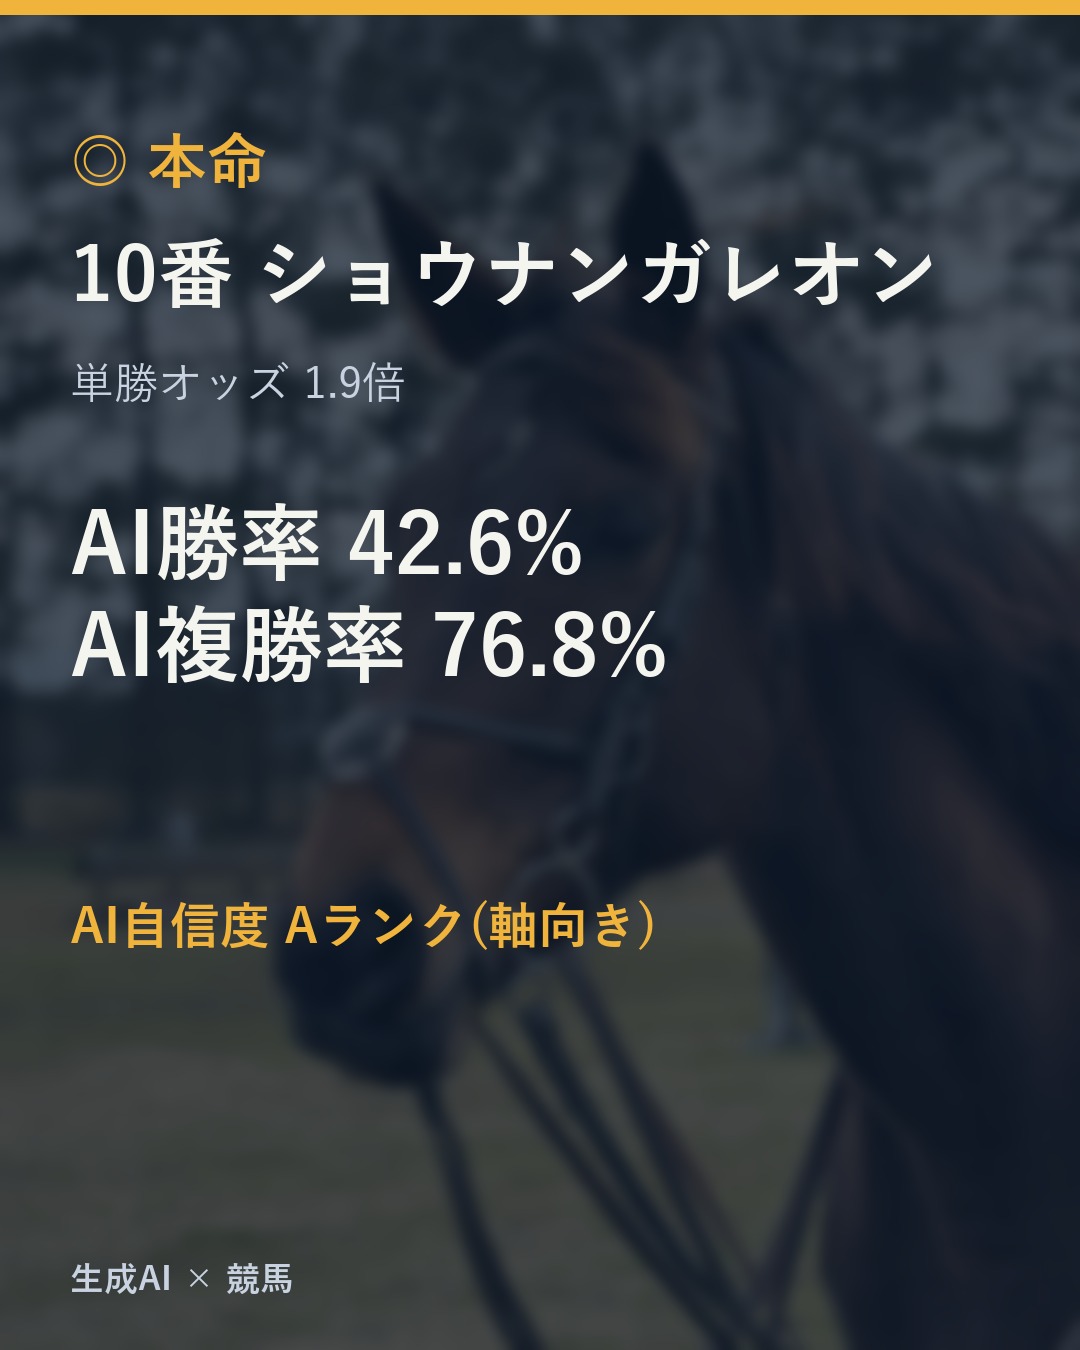 ◎ 本命
10番 ショウナンガレオン
単勝オッズ 1.9倍
AI勝率 42.6%
AI複勝率 76.8%
AI自信度 Aランク(軸向き)
生成AI × 競馬